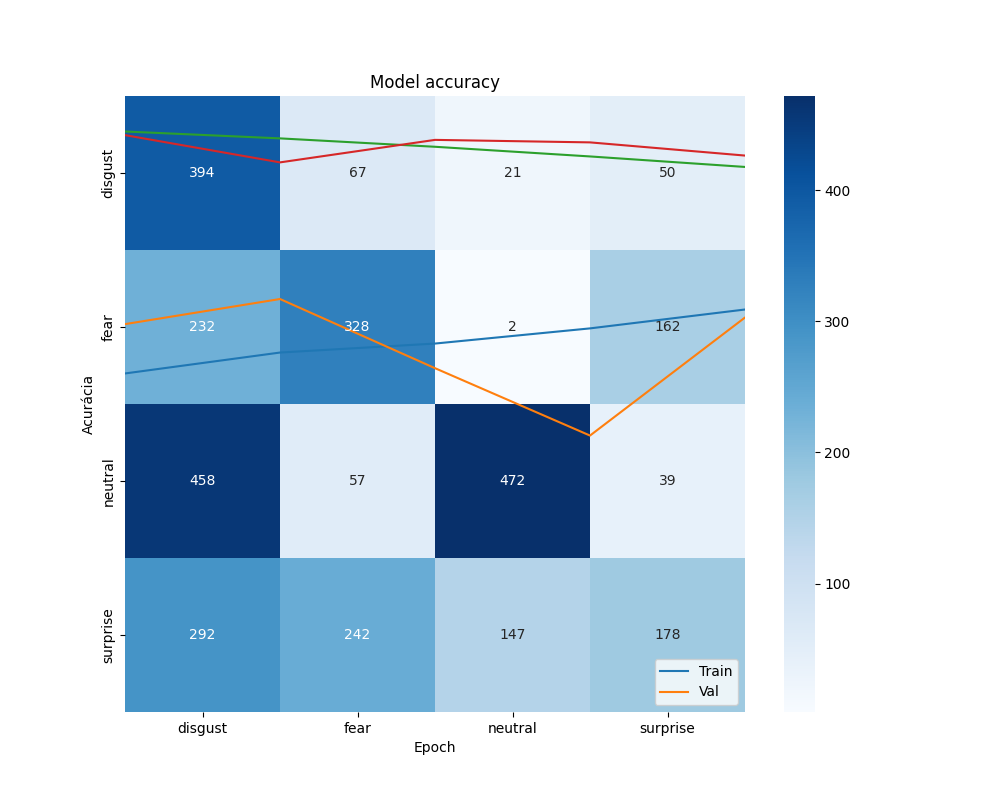 Model accuracy
disgust 394 67 21 50
fear 232 328 2 162
neutral 458 57 472 39
surprise 292 242 147 178
Acurácia
disgust fear neutral surprise
Epoch
Train
Val
400
300
200
100